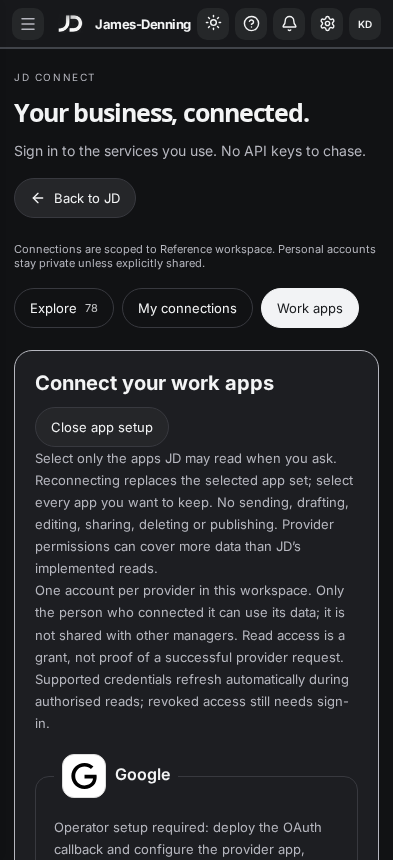 James-Denning
KD
JD CONNECT
Your business, connected.
Sign in to the services you use. No API keys to chase.
Back to JD
Connections are scoped to Reference workspace. Personal accounts
stay private unless explicitly shared.
Explore 78
My connections
Work apps
Connect your work apps
Close app setup
Select only the apps JD may read when you ask.
Reconnecting replaces the selected app set; select
every app you want to keep. No sending, drafting,
editing, sharing, deleting or publishing. Provider
permissions can cover more data than JD’s
implemented reads.
One account per provider in this workspace. Only
the person who connected it can use its data; it is
not shared with other managers. Read access is a
grant, not proof of a successful provider request.
Supported credentials refresh automatically during
authorised reads; revoked access still needs sign-
in.
G Google
Operator setup required: deploy the OAuth
callback and configure the provider app,